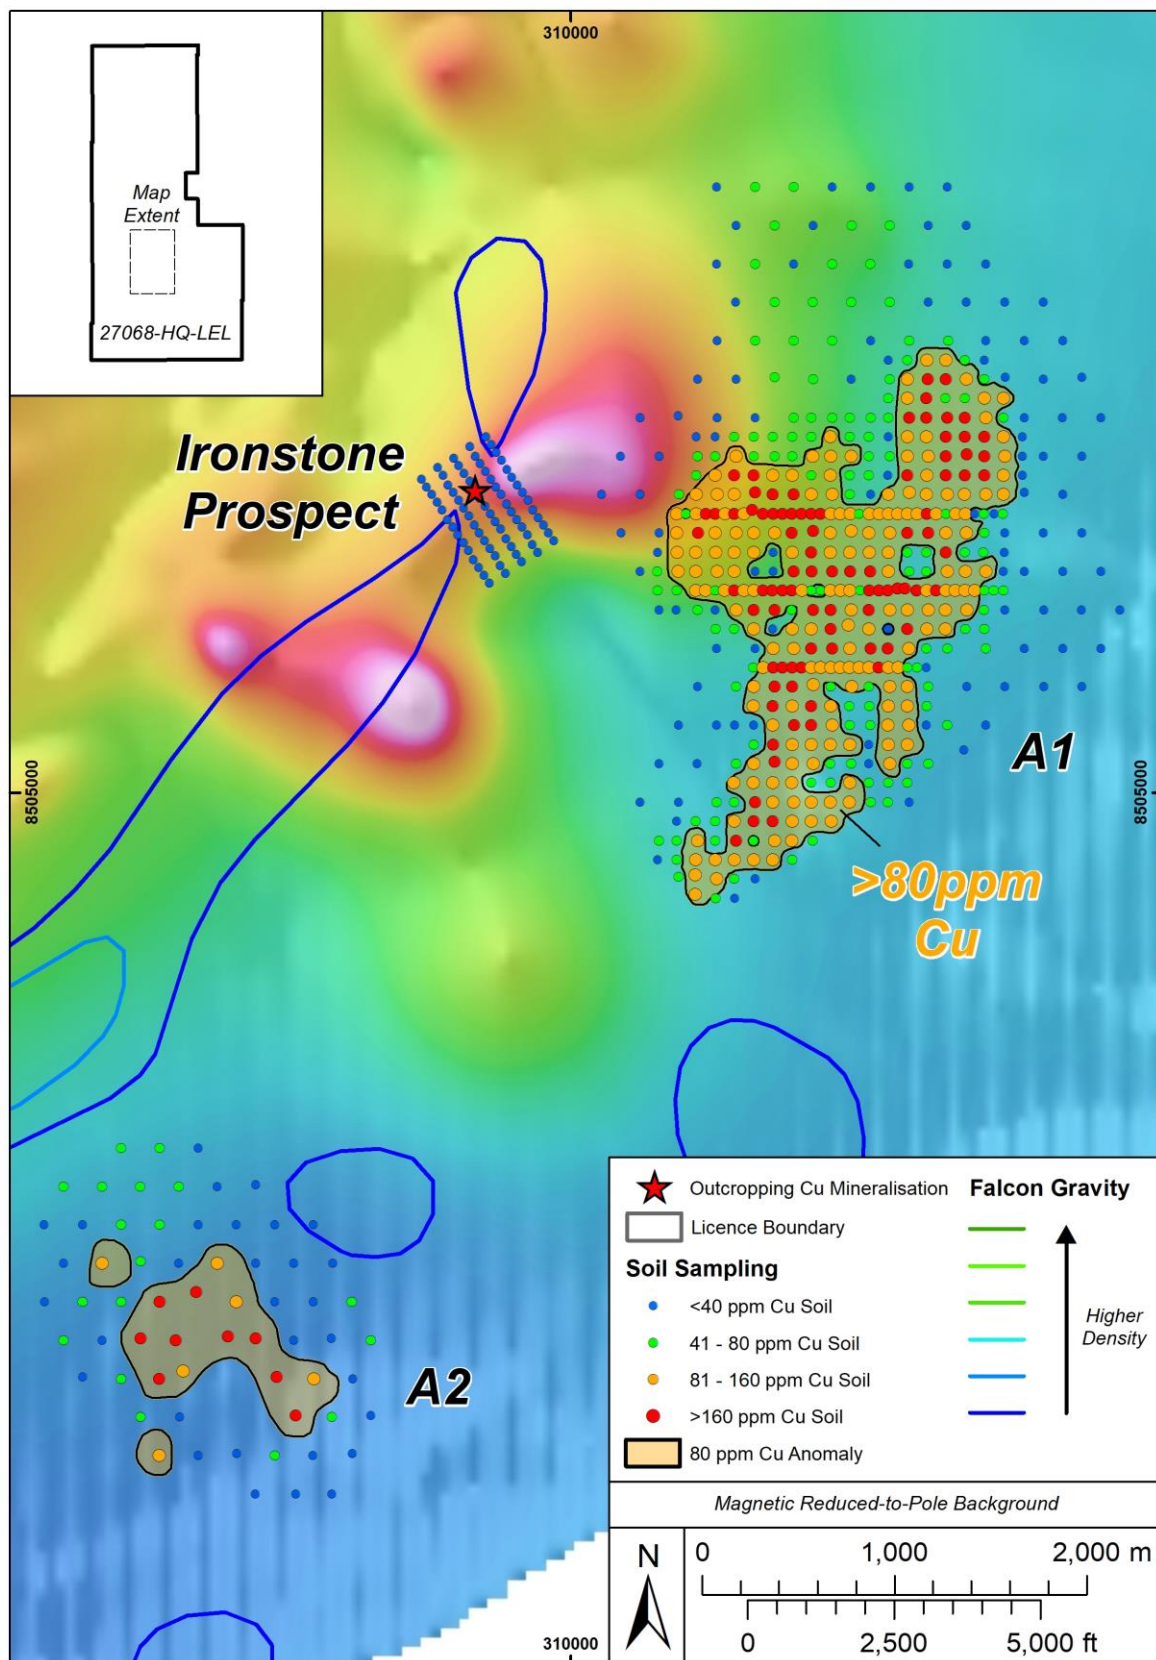 310000
Map
Extent
27068-HQ-LEL
Ironstone
Prospect
A1
8505000
8505000
>80ppm
Cu
A2
Outcropping Cu Mineralisation
Licence Boundary
Soil Sampling
<40 ppm Cu Soil
41 - 80 ppm Cu Soil
81 - 160 ppm Cu Soil
>160 ppm Cu Soil
80 ppm Cu Anomaly
Falcon Gravity
Higher
Density
Magnetic Reduced-to-Pole Background
N
0 1,000 2,000 m
0 2,500 5,000 ft
310000